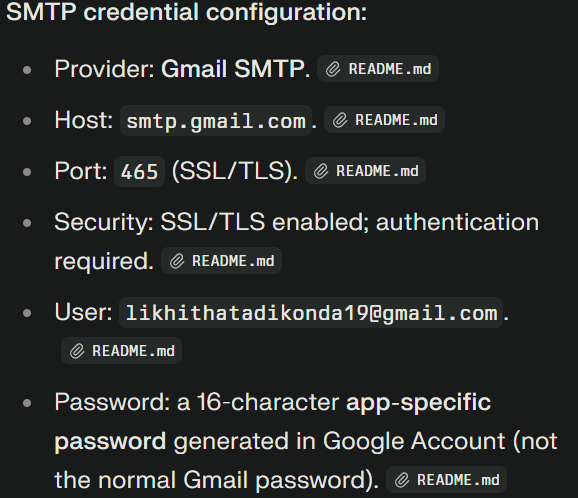 SMTP credential configuration:
Provider: Gmail SMTP. README.md
Host: smtp.gmail.com. README.md
Port: 465 (SSL/TLS). README.md
Security: SSL/TLS enabled; authentication
required. README.md
User: likhithatadikonda19@gmail.com.
README.md
Password: a 16-character app-specific
password generated in Google Account (not
the normal Gmail password). README.md